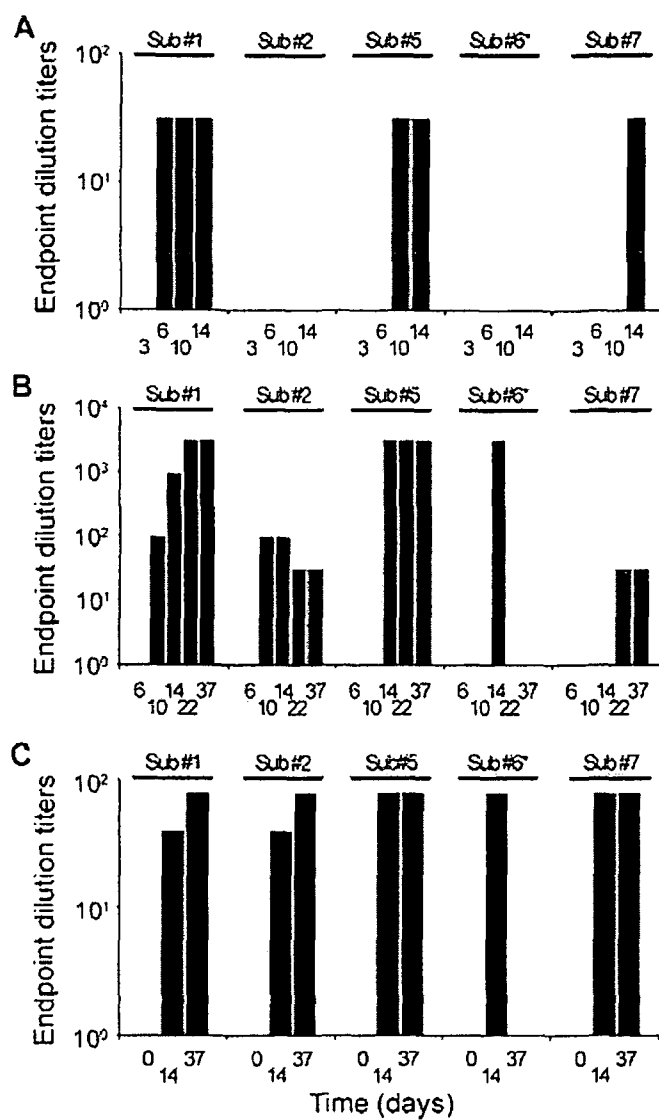 A
Sub #1 Sub #2 Sub #5 Sub #6* Sub #7
Endpoint dilution titers
10²
10¹
10⁰
6 14 6 14 6 14 6 14 6 14
3 10 3 10 3 10 3 10 3 10
B
Sub #1 Sub #2 Sub #5 Sub #6* Sub #7
Endpoint dilution titers
10⁴
10³
10²
10¹
10⁰
6 14 37 6 14 37 6 14 37 6 14 37 6 14 37
10 22 10 22 10 22 10 22 10 22
C
Sub #1 Sub #2 Sub#5 Sub #6* Sub #7
Endpoint dilution titers
10²
10¹
10⁰
0 37 0 37 0 37 0 37 0 37
14 14 14 14 14
Time (days)